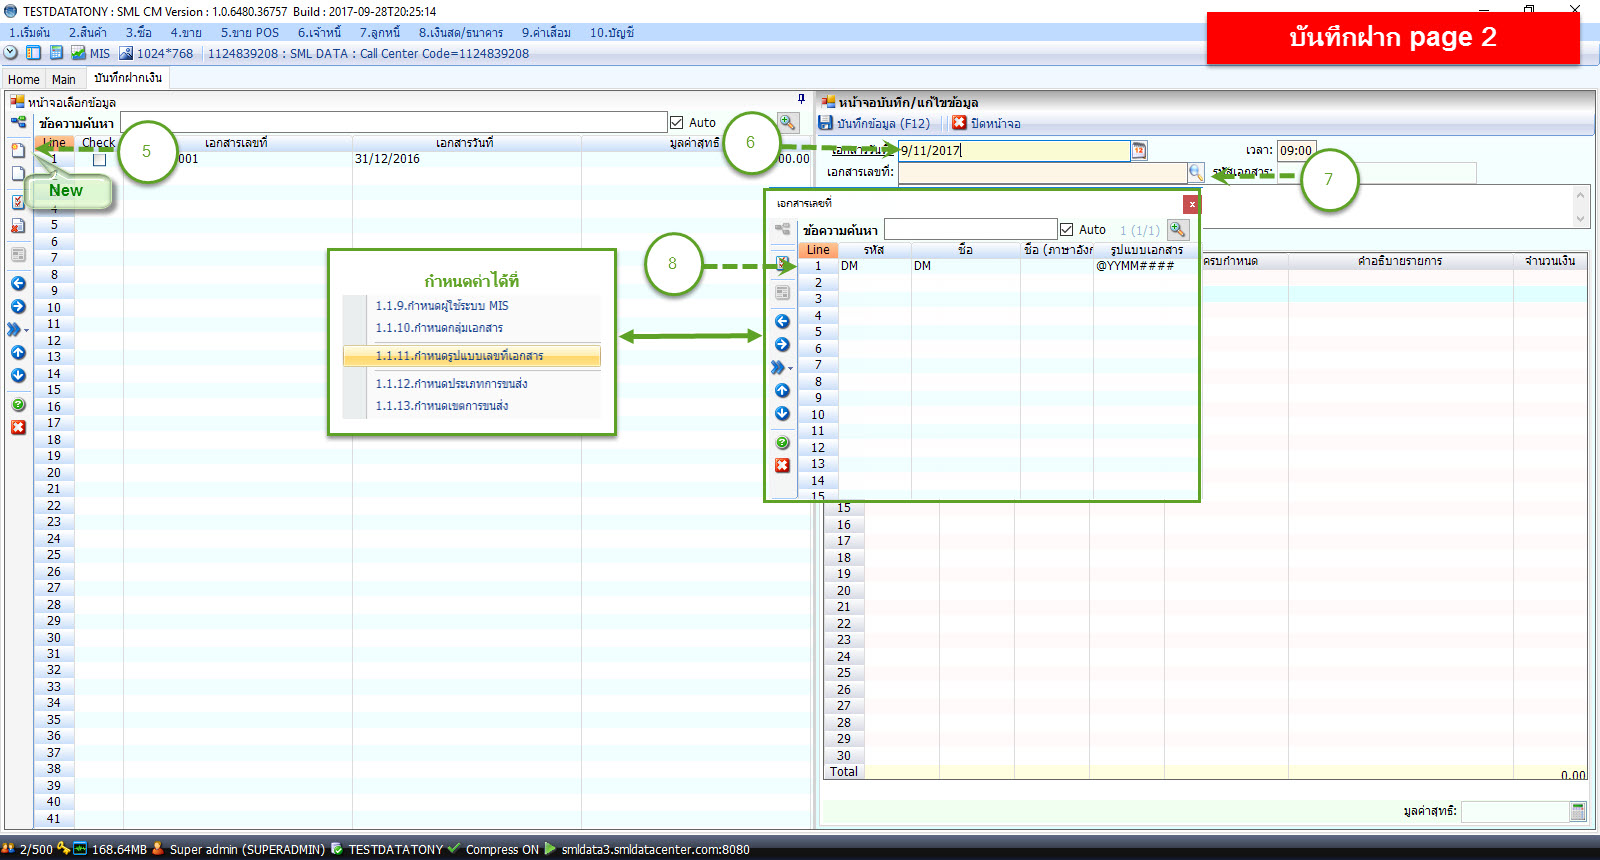 TESTDATATONY : SML CM Version : 1.0.6480.36757  Build : 2017-09-28T20:25:14
บันทึกฝาก page 2
1.เริ่มต้น 2.สินค้า 3.ซื้อ 4.ขาย 5.ขาย POS 6.เจ้าหนี้ 7.ลูกหนี้ 8.เงินสด/ธนาคาร 9.ค่าเสื่อม 10.บัญชี
MIS 1024*768 1124839208 : SML DATA : Call Center Code=1124839208
Home Main บันทึกฝากเงิน
หน้าจอเลือกข้อมูล
ข้อความค้นหา Auto
Line Check เอกสารเลขที่ เอกสารวันที่ มูลค่าสุทธิ
1 001 31/12/2016 00.00
5
New
4
5
6
7
8
9
10
11
12
13
14
15
16
17
18
19
20
21
22
23
24
25
26
27
28
29
30
31
32
33
34
35
36
37
38
39
40
41
กำหนดค่าได้ที่
1.1.9.กำหนดผู้ใช้ระบบ MIS
1.1.10.กำหนดกลุ่มเอกสาร
1.1.11.กำหนดรูปแบบเลขที่เอกสาร
1.1.12.กำหนดประเภทการขนส่ง
1.1.13.กำหนดเขตการขนส่ง
หน้าจอบันทึก/แก้ไขข้อมูล
บันทึกข้อมูล (F12) ปิดหน้าจอ
6
เอกสารวันที่: 9/11/2017 12 เวลา: 09:00
เอกสารเลขที่: รหัสเอกสาร:
7
เอกสารเลขที่ x
ข้อความค้นหา Auto 1 (1/1)
Line รหัส ชื่อ ชื่อ (ภาษาอังก รูปแบบเอกสาร
8
1 DM DM @YYMM####
2
3
4
5
6
7
8
9
10
11
12
13
14
15
ครบกำหนด คำอธิบายรายการ จำนวนเงิน
15
16
17
18
19
20
21
22
23
24
25
26
27
28
29
30
Total 0.00
มูลค่าสุทธิ:
2/500 168.64MB Super admin (SUPERADMIN) TESTDATATONY Compress ON smldata3.smldatacenter.com:8080